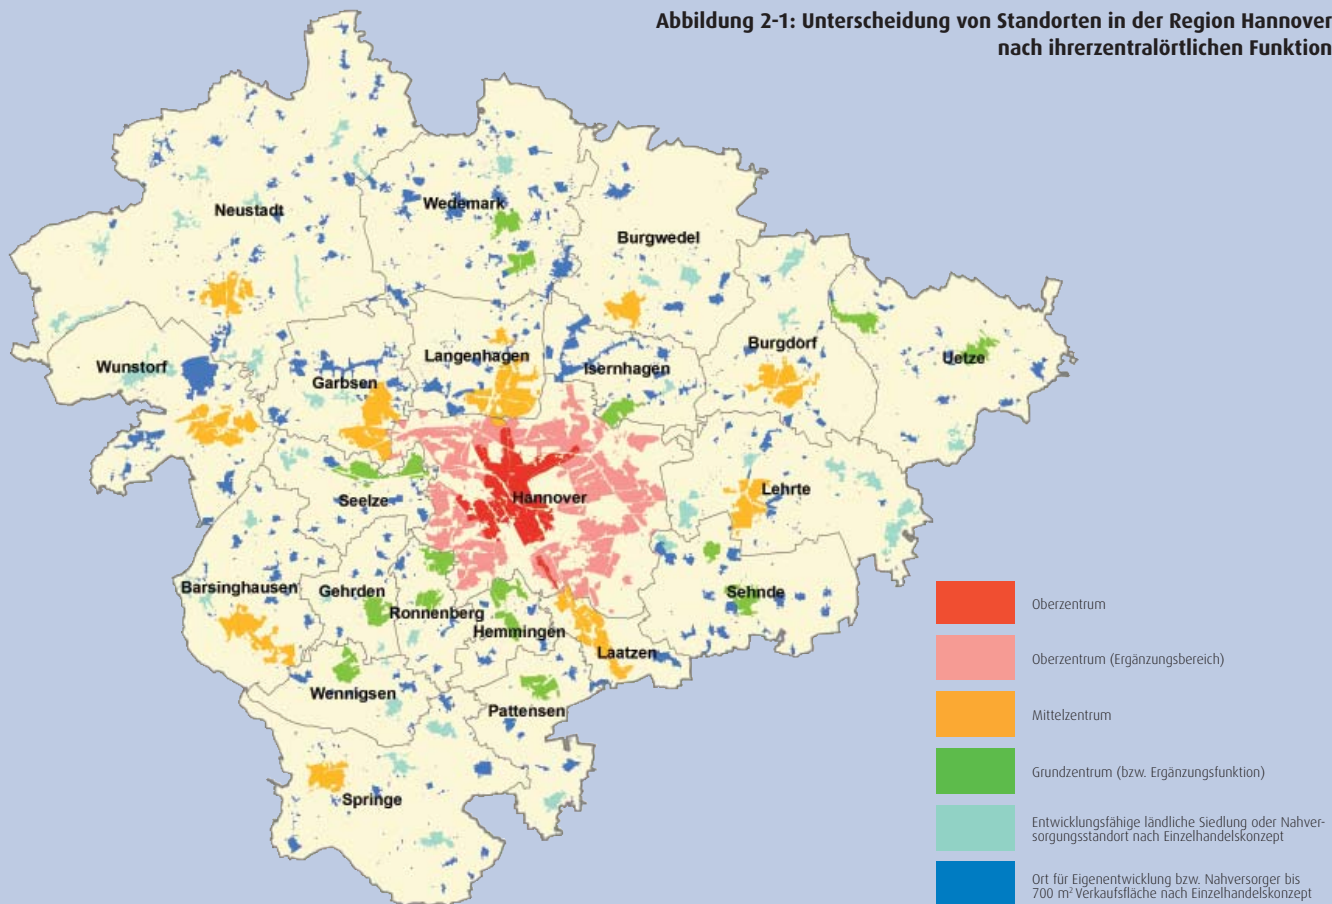 Abbildung 2-1: Unterscheidung von Standorten in der Region Hannover
nach ihrerzentralörtlichen Funktion
Neustadt
Wedemark
Burgwedel
Wunstorf
Garbsen
Langenhagen
Isernhagen
Burgdorf
Uetze
Seelze
Hannover
Lehrte
Barsinghausen
Gehrden
Ronnenberg
Hemmingen
Sehnde
Laatzen
Wennigsen
Pattensen
Springe
Oberzentrum
Oberzentrum (Ergänzungsbereich)
Mittelzentrum
Grundzentrum (bzw. Ergänzungsfunktion)
Entwicklungsfähige ländliche Siedlung oder Nahver-
sorgungsstandort nach Einzelhandelskonzept
Ort für Eigenentwicklung bzw. Nahversorger bis
700 m² Verkaufsfläche nach Einzelhandelskonzept